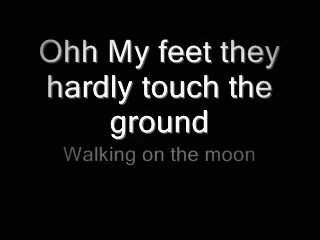 Ohh My feet they
hardly touch the
ground
Walking on the moon